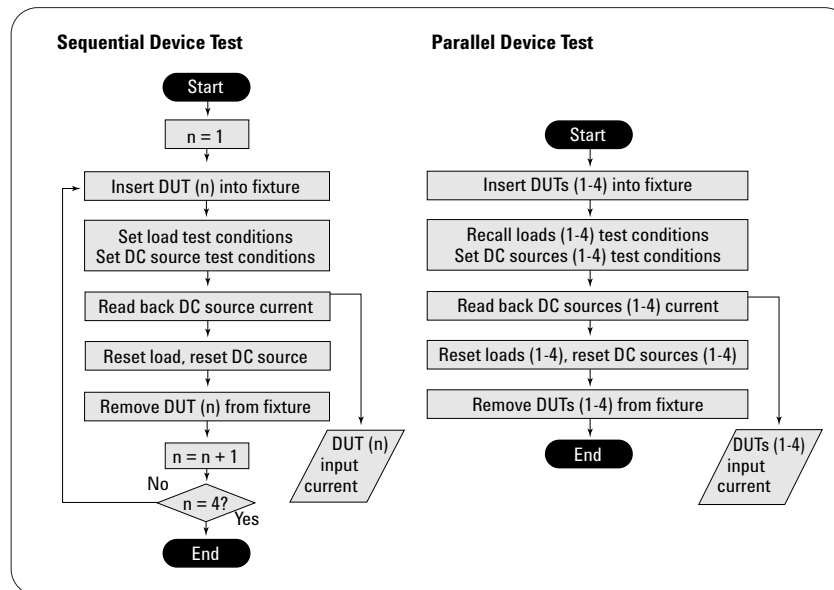 Sequential Device Test
Start
n = 1
Insert DUT (n) into fixture
Set load test conditions
Set DC source test conditions
Read back DC source current
Reset load, reset DC source
Remove DUT (n) from fixture
n = n + 1
No
n = 4?
Yes
End
DUT (n)
input
current
Parallel Device Test
Start
Insert DUTs (1-4) into fixture
Recall loads (1-4) test conditions
Set DC sources (1-4) test conditions
Read back DC sources (1-4) current
Reset loads (1-4), reset DC sources (1-4)
Remove DUTs (1-4) from fixture
End
DUTs (1-4)
input
current